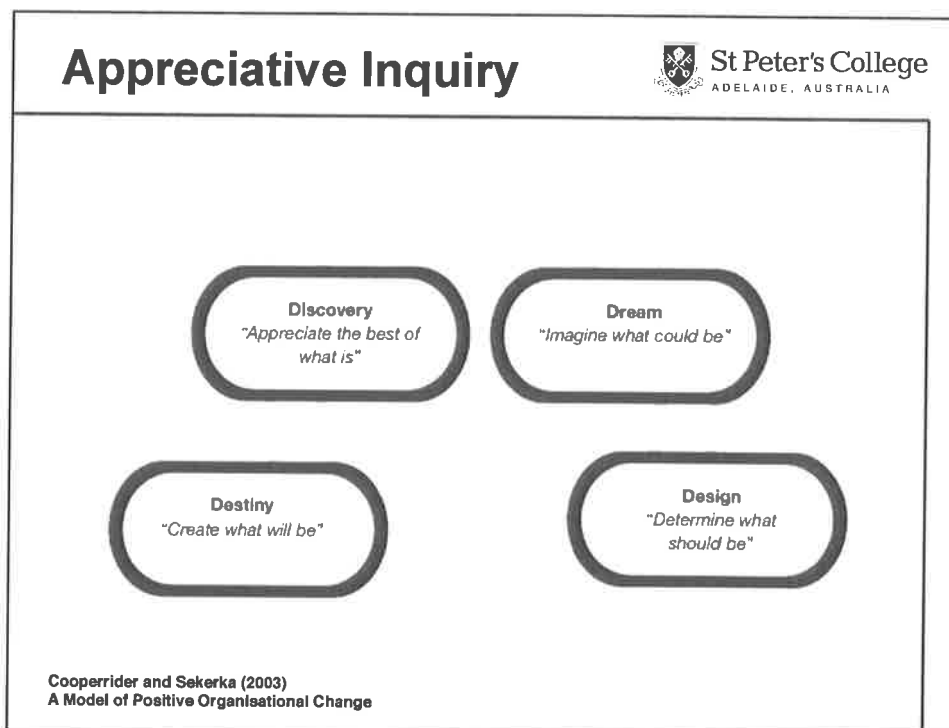 Appreciative Inquiry
St Peter's College
ADELAIDE, AUSTRALIA
Discovery
"Appreciate the best of
what is"
Dream
"Imagine what could be"
Destiny
"Create what will be"
Design
"Determine what
should be"
Cooperrider and Sekerka (2003)
A Model of Positive Organisational Change